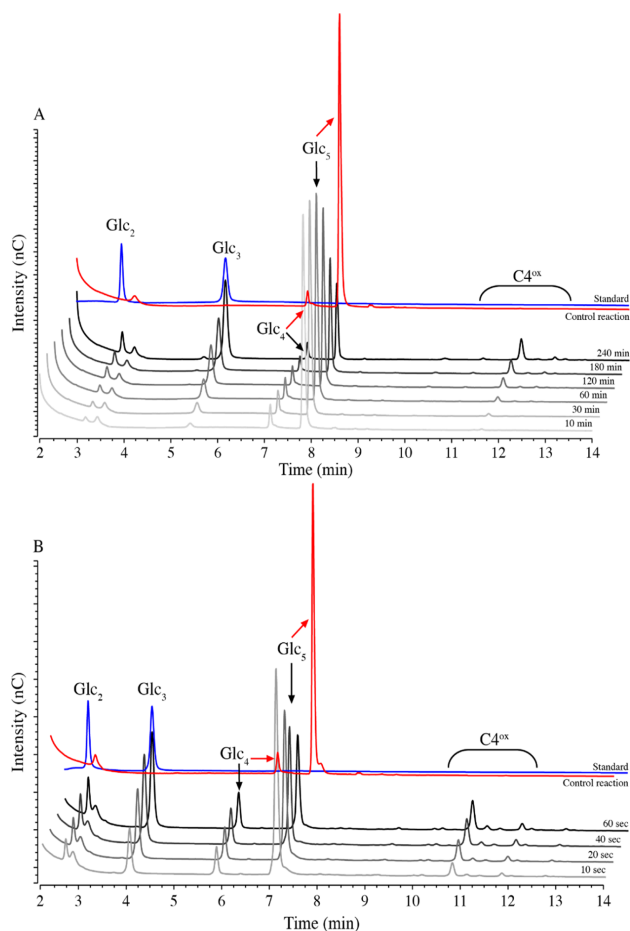 A
Glc5
Glc2
Glc3
C4ox
Standard
Control reaction
Glc4
240 min
180 min
120 min
60 min
30 min
10 min
Intensity (nC)
2 3 4 5 6 7 8 9 10 11 12 13 14
Time (min)
B
Glc5
Glc2
Glc3
C4ox
Glc4
Standard
Control reaction
60 sec
40 sec
20 sec
10 sec
Intensity (nC)
2 3 4 5 6 7 8 9 10 11 12 13 14
Time (min)